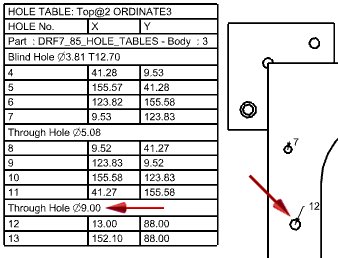 HOLE TABLE: Top@2 ORDINATE3
HOLE No. X Y
Part : DRF7_85_HOLE_TABLES - Body : 3
Blind Hole ∅3.81 T12.70
4 41.28 9.53
5 155.57 41.28
6 123.82 155.58
7 9.53 123.83
Through Hole ∅5.08
8 9.52 41.27
9 123.83 9.52
10 155.58 123.83
11 41.27 155.58
Through Hole ∅9.00
12 13.00 88.00
13 152.10 88.00
7
12